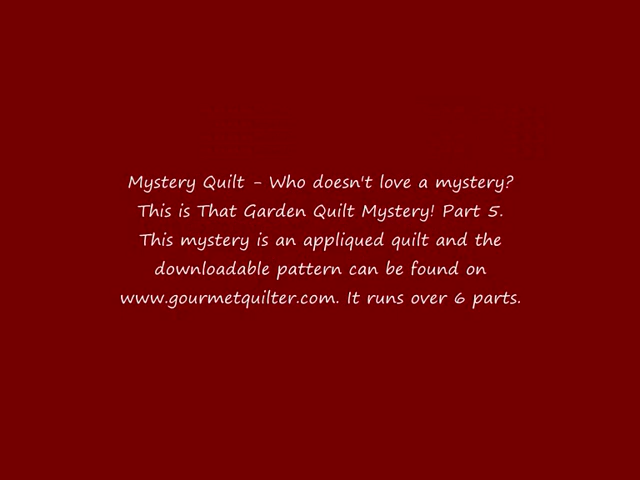 Mystery Quilt - Who doesn't love a mystery?
This is That Garden Quilt Mystery! Part 5.
This mystery is an appliqued quilt and the
downloadable pattern can be found on
www.gourmetquilter.com. It runs over 6 parts.